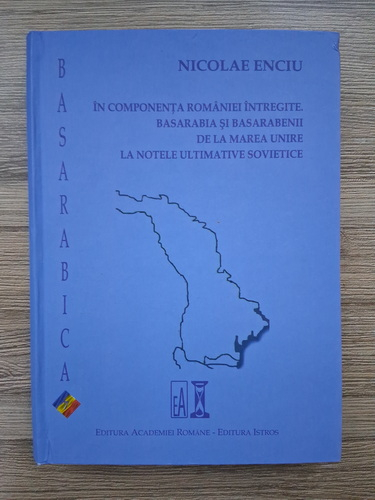 BASARABICA
NICOLAE ENCIU
ÎN COMPONENȚA ROMÂNIEI ÎNTREGITE.
BASARABIA ȘI BASARABENII
DE LA MAREA UNIRE
LA NOTELE ULTIMATIVE SOVIETICE
EA
EDITURA ACADEMIEI ROMÂNE - EDITURA ISTROS